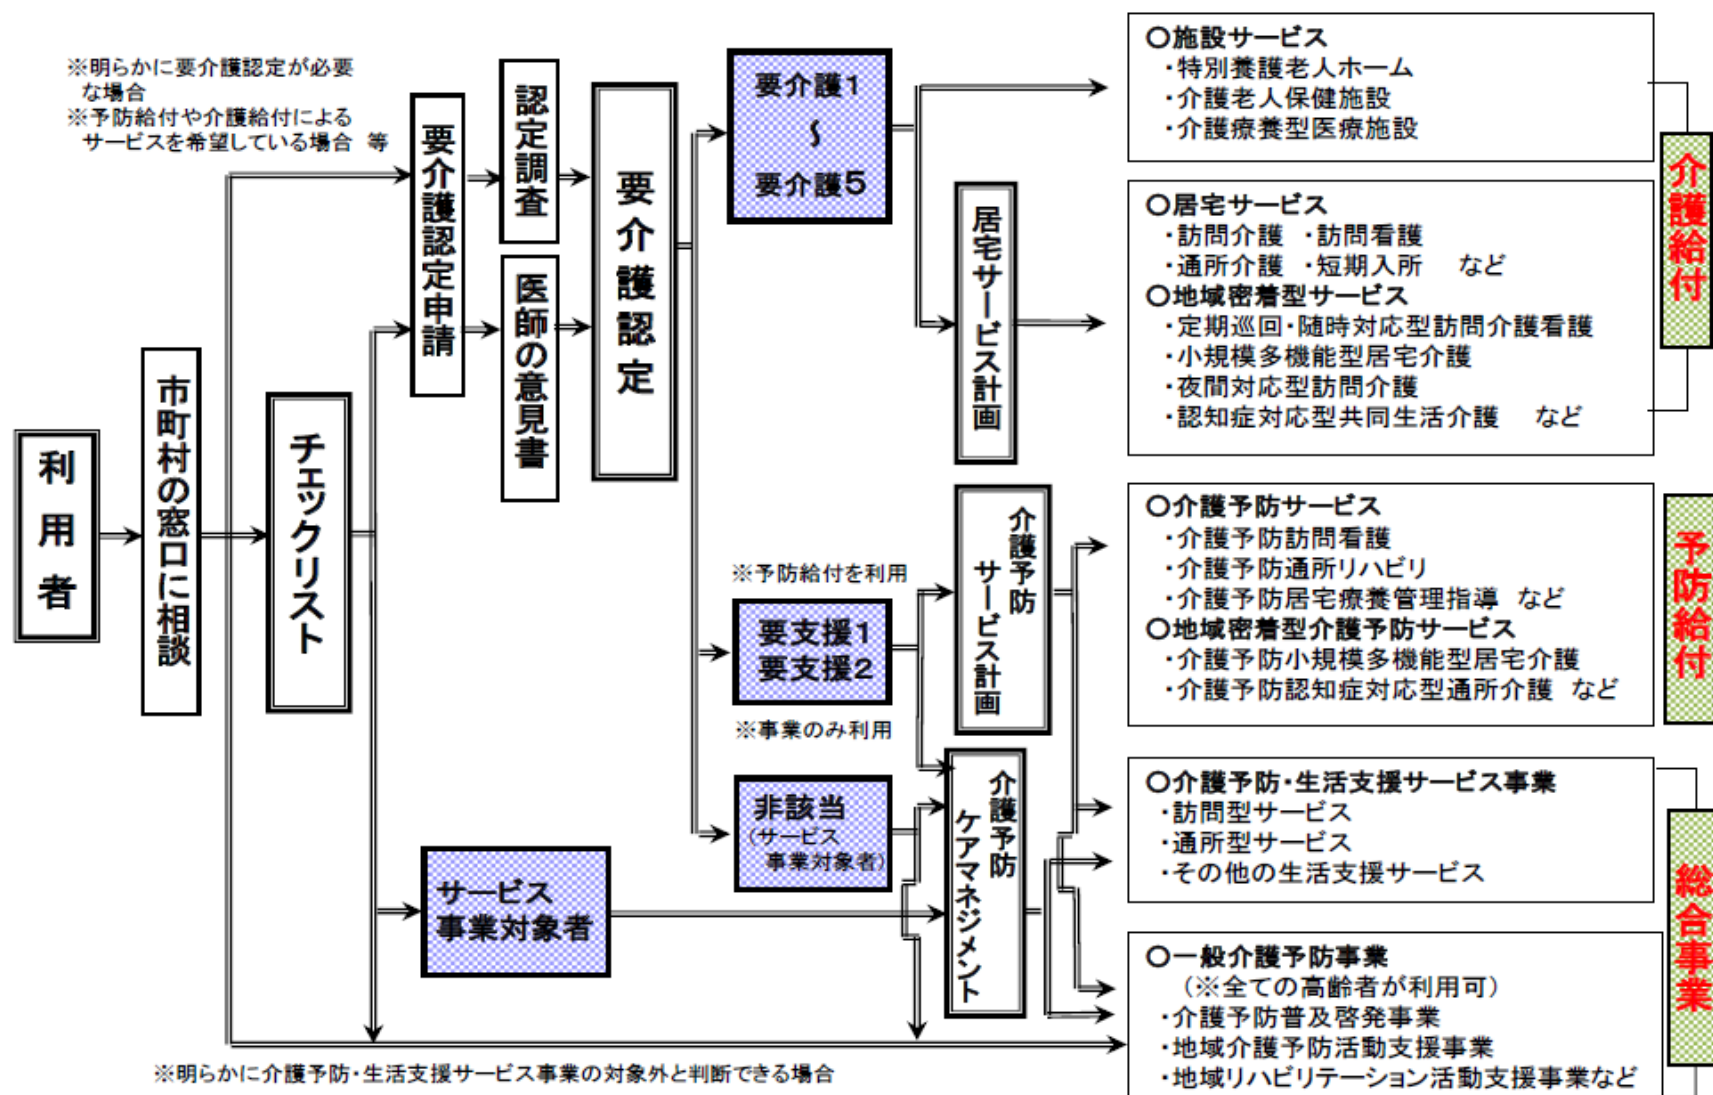 ※明らかに要介護認定が必要
な場合
※予防給付や介護給付による
サービスを希望している場合 等
利用者
市町村の窓口に相談
チェックリスト
要介護認定申請
認定調査
医師の意見書
要介護認定
要介護1
〜
要介護5
※予防給付を利用
要支援1
要支援2
※事業のみ利用
非該当
(サービス
事業対象者)
サービス
事業対象者
居宅サービス計画
介護予防
サービス計画
介護予防
ケアマネジメント
○施設サービス
・特別養護老人ホーム
・介護老人保健施設
・介護療養型医療施設
○居宅サービス
・訪問介護 ・訪問看護
・通所介護 ・短期入所 など
○地域密着型サービス
・定期巡回・随時対応型訪問介護看護
・小規模多機能型居宅介護
・夜間対応型訪問介護
・認知症対応型共同生活介護 など
介護給付
○介護予防サービス
・介護予防訪問看護
・介護予防通所リハビリ
・介護予防居宅療養管理指導 など
○地域密着型介護予防サービス
・介護予防小規模多機能型居宅介護
・介護予防認知症対応型通所介護 など
予防給付
○介護予防・生活支援サービス事業
・訪問型サービス
・通所型サービス
・その他の生活支援サービス
○一般介護予防事業
(※全ての高齢者が利用可)
・介護予防普及啓発事業
・地域介護予防活動支援事業
・地域リハビリテーション活動支援事業など
総合事業
※明らかに介護予防・生活支援サービス事業の対象外と判断できる場合